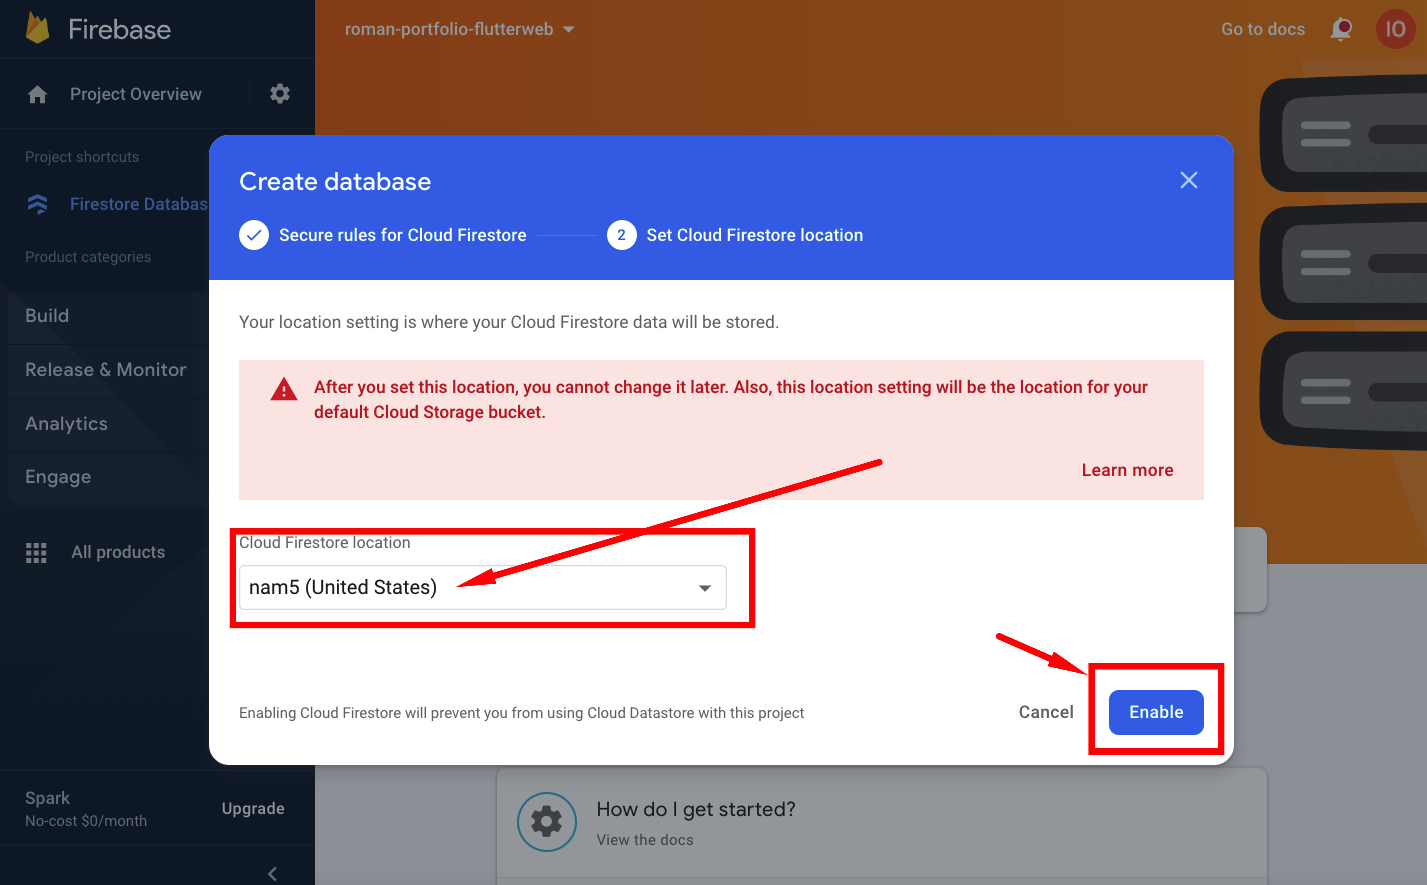 Firebase
roman-portfolio-flutterweb
Go to docs
IO
Project Overview
Project shortcuts
Firestore Databas
Product categories
Build
Release & Monitor
Analytics
Engage
All products
Spark
No-cost $0/month
Upgrade
Create database
Secure rules for Cloud Firestore
2
Set Cloud Firestore location
Your location setting is where your Cloud Firestore data will be stored.
After you set this location, you cannot change it later. Also, this location setting will be the location for your
default Cloud Storage bucket.
Learn more
Cloud Firestore location
nam5 (United States)
Enabling Cloud Firestore will prevent you from using Cloud Datastore with this project
Cancel
Enable
How do I get started?
View the docs